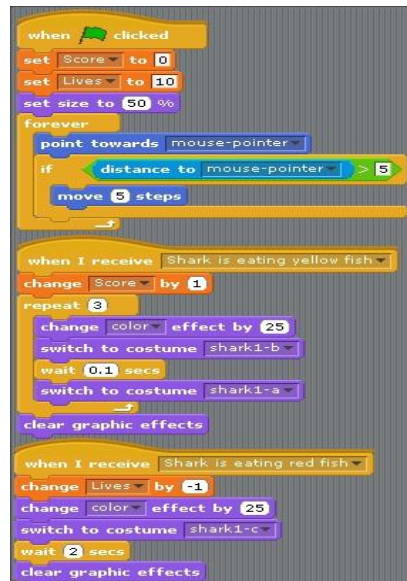 when clicked
set Score to 0
set Lives to 10
set size to 50 %
forever
point towards mouse-pointer
if distance to mouse-pointer > 5
move 5 steps
when I receive Shark is eating yellow fish
change Score by 1
repeat 3
change color effect by 25
switch to costume shark1-b
wait 0.1 secs
switch to costume shark1-a
clear graphic effects
when I receive Shark is eating red fish
change Lives by -1
change color effect by 25
switch to costume shark1-c
wait 2 secs
clear graphic effects